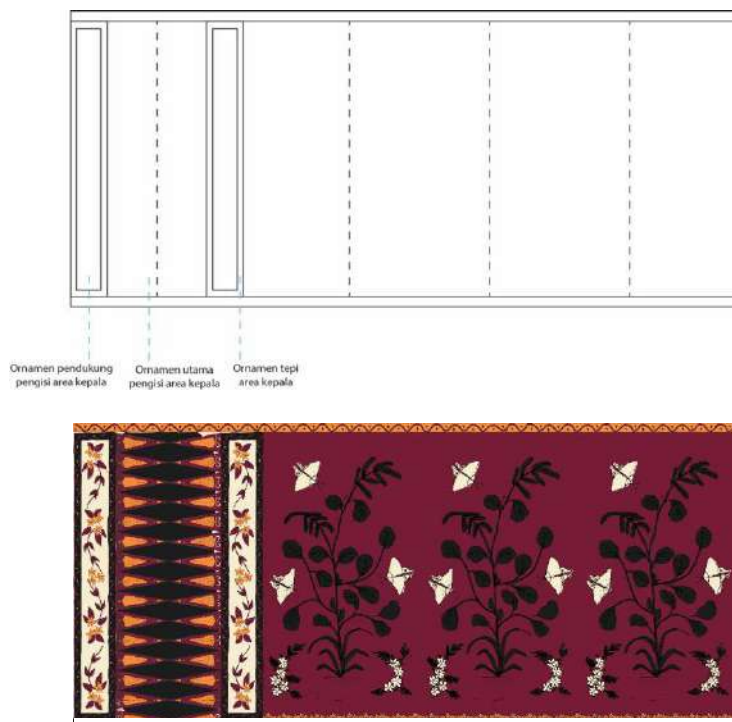 Ornamen pendukung
pengisi area kepala
Ornamen utama
pengisi area kepala
Ornamen tepi
area kepala